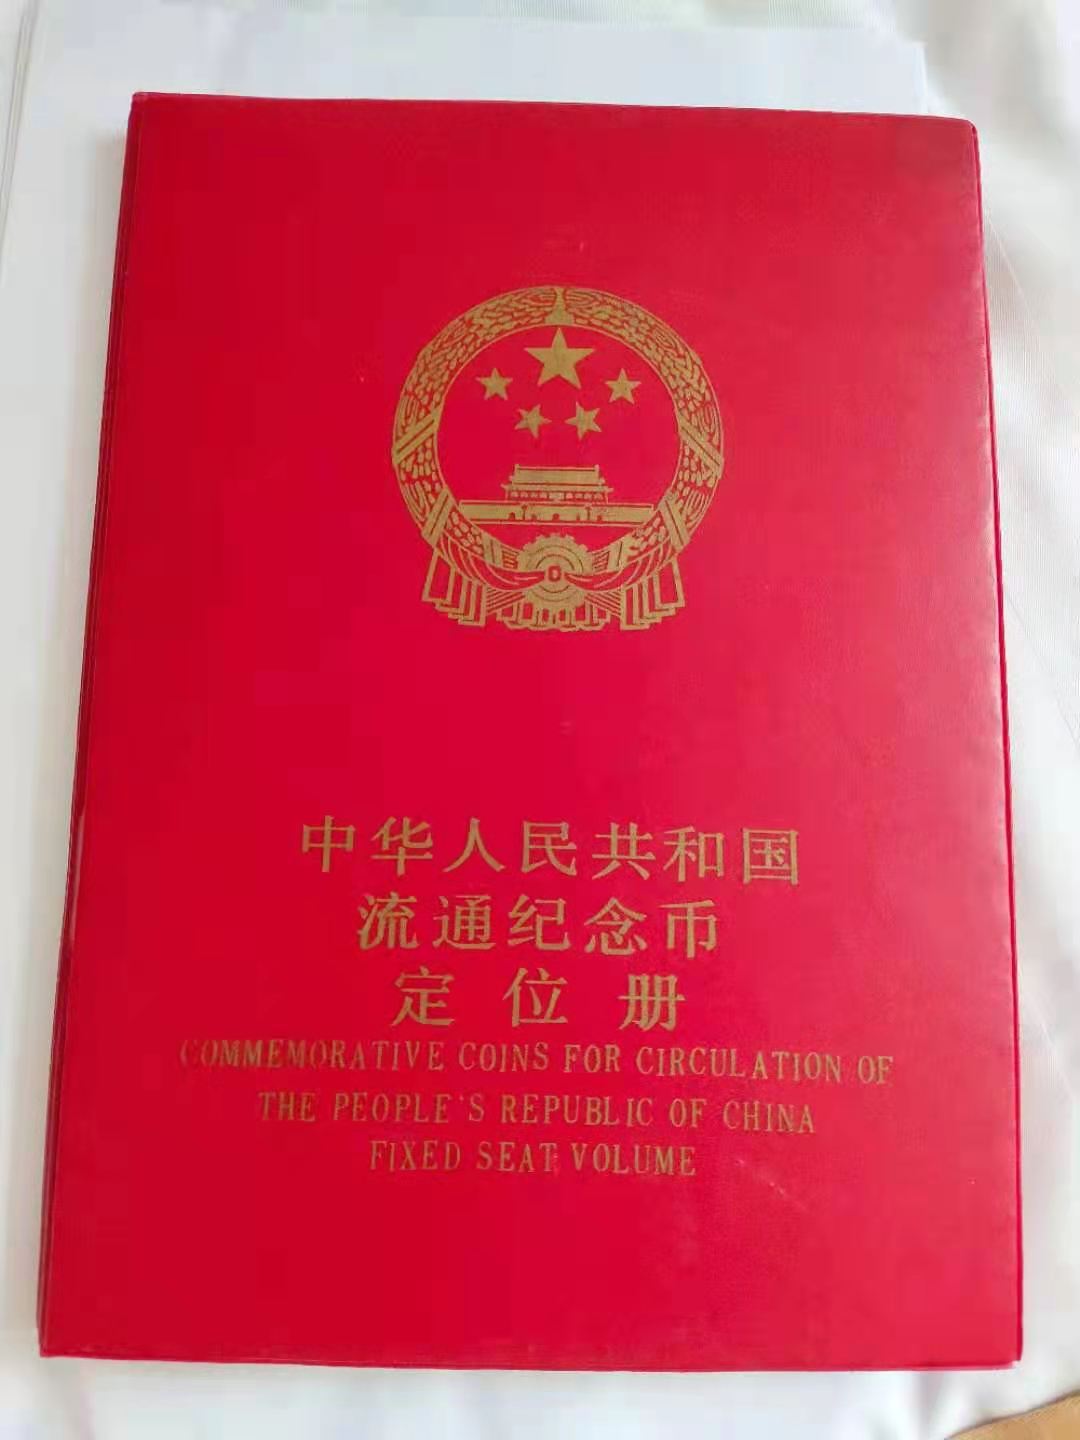 中华人民共和国
流通纪念币
定位册
COMMEMORATIVE COINS FOR CIRCULATION OF
THE PEOPLE'S REPUBLIC OF CHINA
FIXED SEAT VOLUME